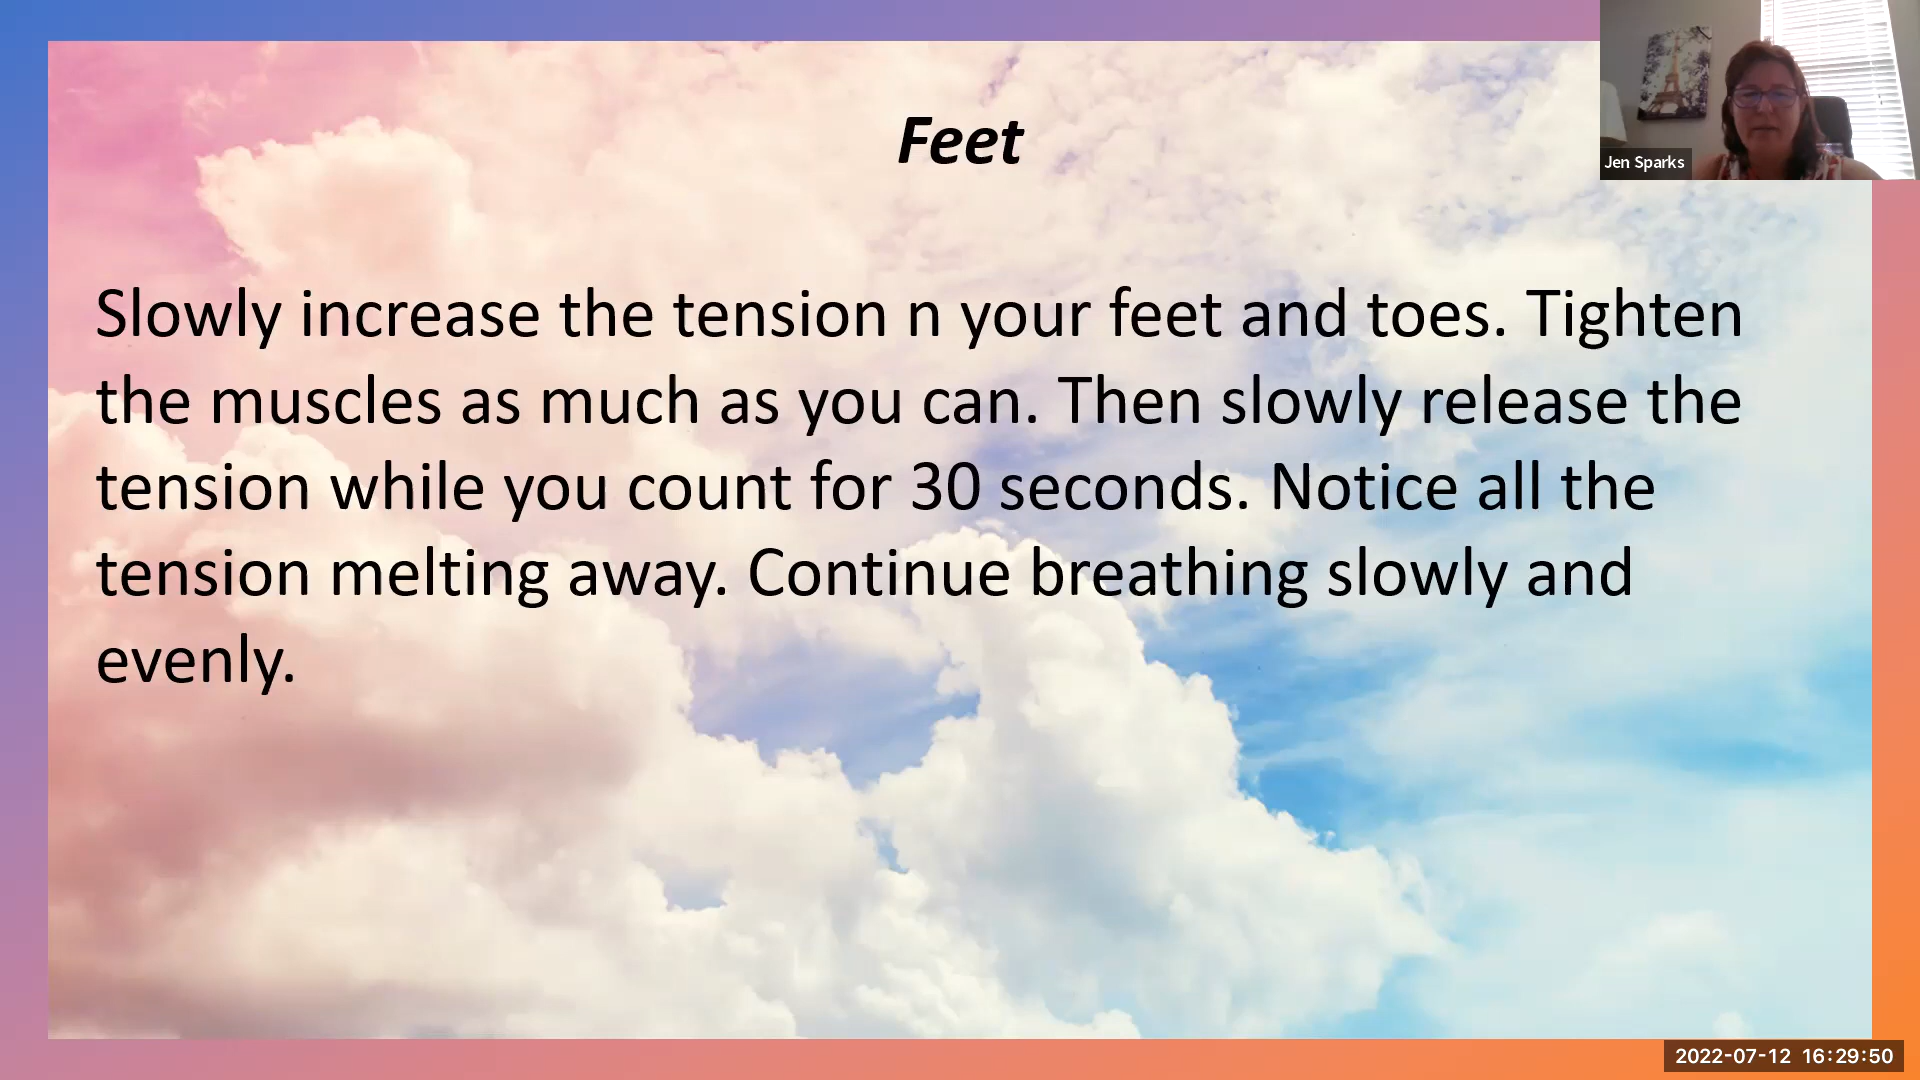 Feet
Jen Sparks
Slowly increase the tension n your feet and toes. Tighten
the muscles as much as you can. Then slowly release the
tension while you count for 30 seconds. Notice all the
tension melting away. Continue breathing slowly and
evenly.
2022-07-12 16:29:50